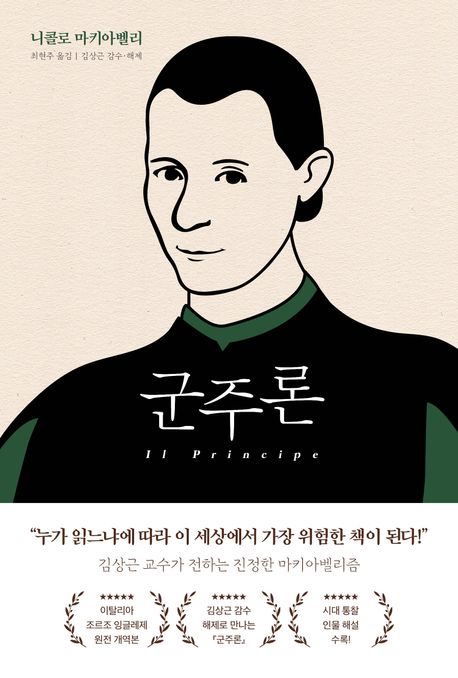 니콜로 마키아벨리
최현주 옮김 | 김상근 감수·해제
군주론
Il Principe
“누가 읽느냐에 따라 이 세상에서 가장 위험한 책이 된다!”
김상근 교수가 전하는 진정한 마키아벨리즘
★★★★★
이탈리아
조르조 잉글레제
원전 개역본
★★★★★
김상근 감수
해제로 만나는
『군주론』
★★★★★
시대 통찰
인물 해설
수록!